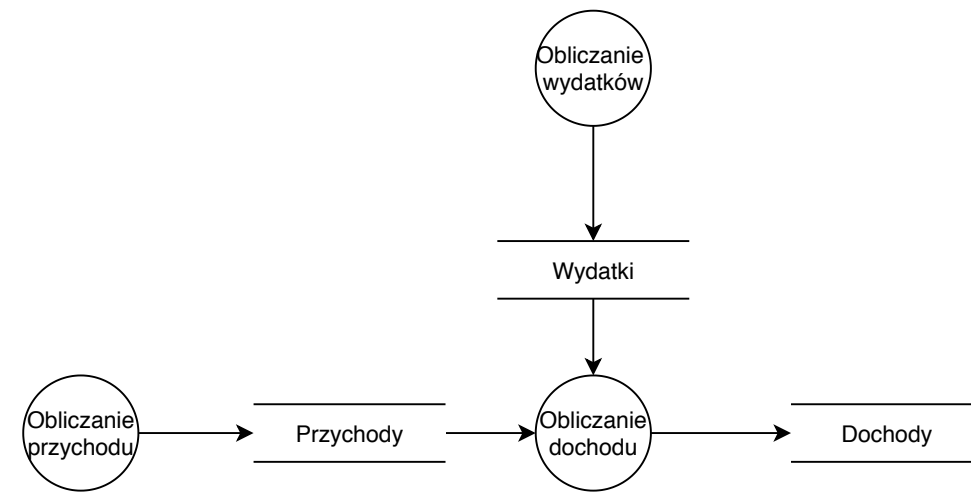 Obliczanie
wydatków
Wydatki
Obliczanie
przychodu
Przychody
Obliczanie
dochodu
Dochody